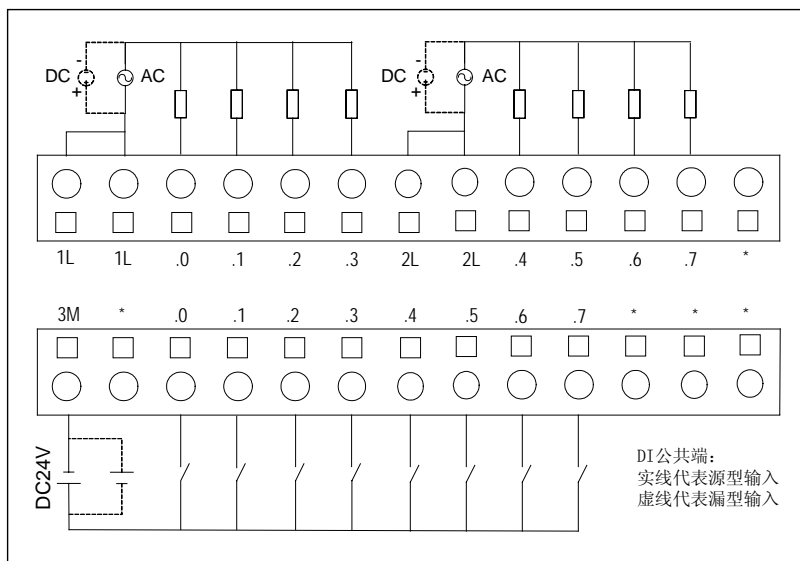 - -
DC AC DC AC
+ +
1L 1L .0 .1 .2 .3 2L 2L .4 .5 .6 .7 *
3M * .0 .1 .2 .3 .4 .5 .6 .7 * * *
DC24V
DI公共端:
实线代表源型输入
虚线代表漏型输入